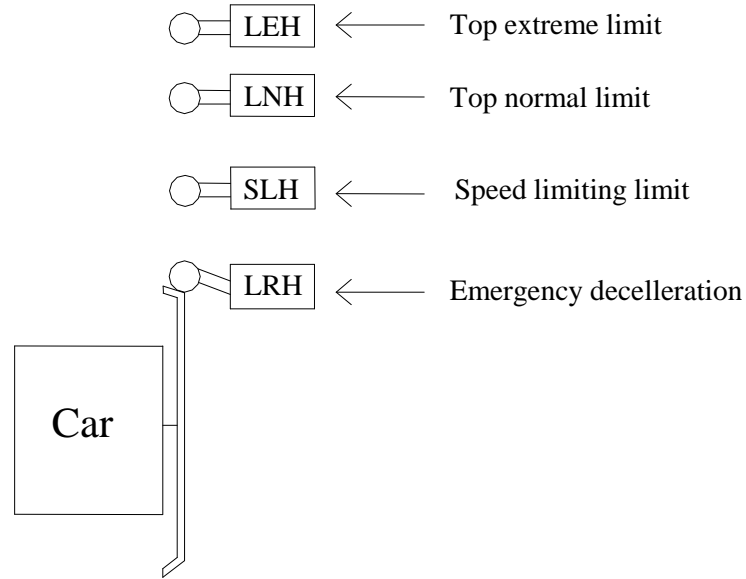 LEH Top extreme limit
LNH Top normal limit
SLH Speed limiting limit
LRH Emergency decelleration
Car